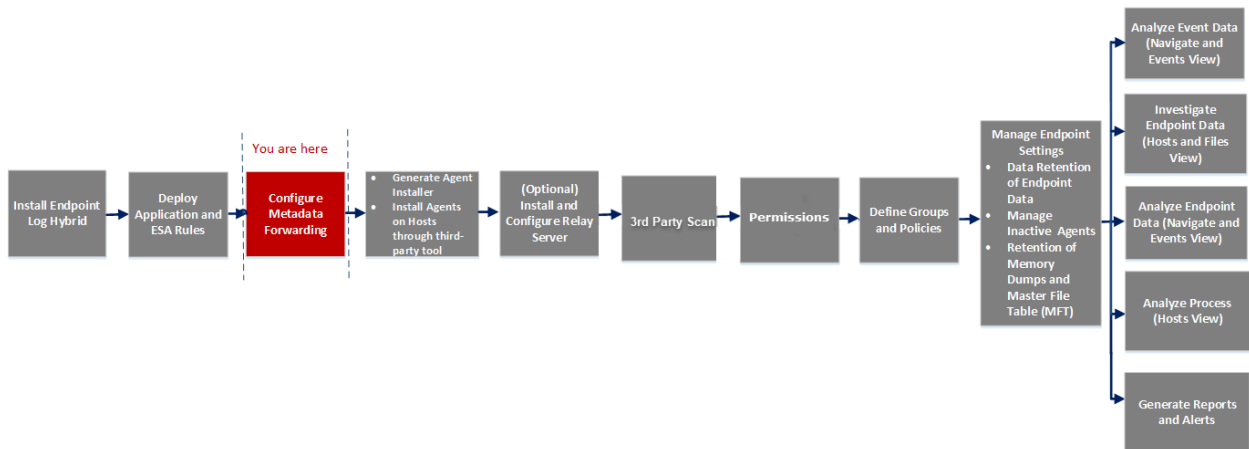 Install Endpoint
Log Hybrid
Deploy
Application and
ESA Rules
You are here
Configure
Metadata
Forwarding
• Generate Agent
Installer
• Install Agents
on Hosts
through third-
party tool
(Optional)
Install and
Configure Relay
Server
3rd Party Scan
Permissions
Define Groups
and Policies
Manage Endpoint
Settings
• Data Retention
of Endpoint
Data
• Manage
Inactive Agents
• Retention of
Memory
Dumps and
Master File
Table (MFT)
Analyze Event Data
(Navigate and
Events View)
Investigate
Endpoint Data
(Hosts and Files
View)
Analyze Endpoint
Data (Navigate and
Events View)
Analyze Process
(Hosts View)
Generate Reports
and Alerts